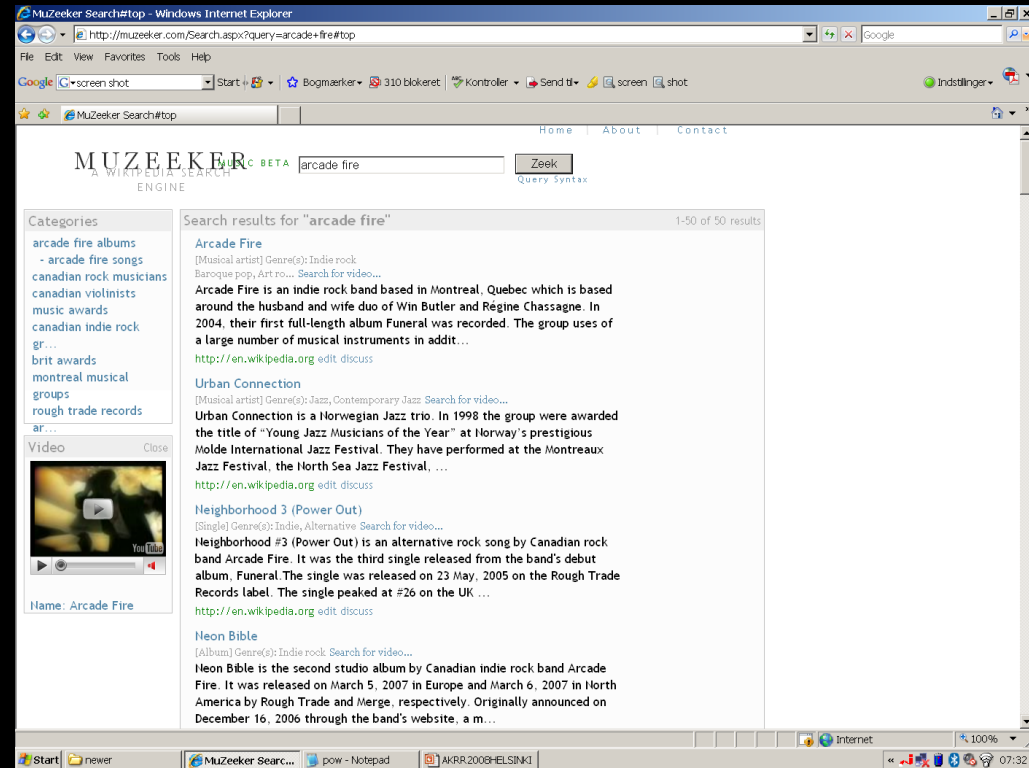 MuZeeker Search#top - Windows Internet Explorer
http://muzeeker.com/Search.aspx?query=arcade+fire#top
Google
File Edit View Favorites Tools Help
Google screen shot Start Bogmærker 310 blokeret Kontroller Send til screen shot Indstillinger
MuZeeker Search#top
Home | About | Contact
MUZEEKER MUSIC BETA arcade fire Zeek
A WIKIPEDIA SEARCH
ENGINE
Query Syntax
Categories
arcade fire albums
- arcade fire songs
canadian rock musicians
canadian violinists
music awards
canadian indie rock
gr...
brit awards
montreal musical
groups
rough trade records
ar...
Video Close
YouTube
Name: Arcade Fire
Search results for "arcade fire" 1-50 of 50 results
Arcade Fire
[Musical artist] Genre(s): Indie rock
Baroque pop, Art ro... Search for video...
Arcade Fire is an indie rock band based in Montreal, Quebec which is based
around the husband and wife duo of Win Butler and Régine Chassagne. In
2004, their first full-length album Funeral was recorded. The group uses of
a large number of musical instruments in addit...
http://en.wikipedia.org edit discuss
Urban Connection
[Musical artist] Genre(s): Jazz, Contemporary Jazz Search for video...
Urban Connection is a Norwegian Jazz trio. In 1998 the group were awarded
the title of "Young Jazz Musicians of the Year" at Norway's prestigious
Molde International Jazz Festival. They have performed at the Montreaux
Jazz Festival, the North Sea Jazz Festival, ...
http://en.wikipedia.org edit discuss
Neighborhood 3 (Power Out)
[Single] Genre(s): Indie, Alternative Search for video...
Neighborhood #3 (Power Out) is an alternative rock song by Canadian rock
band Arcade Fire. It was the third single released from the band's debut
album, Funeral.The single was released on 23 May, 2005 on the Rough Trade
Records label. The single peaked at #26 on the UK ...
http://en.wikipedia.org edit discuss
Neon Bible
[Album] Genre(s): Indie rock Search for video...
Neon Bible is the second studio album by Canadian indie rock band Arcade
Fire. It was released on March 5, 2007 in Europe and March 6, 2007 in North
America by Rough Trade and Merge, respectively. Originally announced on
December 16, 2006 through the band's website, a m...
Internet 100%
Start newer MuZeeker Searc... pow - Notepad AKRR.2008HELSINKI 07:32